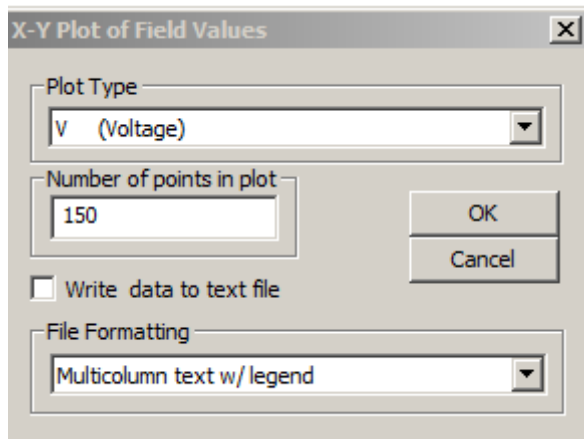 X-Y Plot of Field Values
Plot Type
V (Voltage)
Number of points in plot
150
OK
Cancel
Write data to text file
File Formatting
Multicolumn text w/ legend